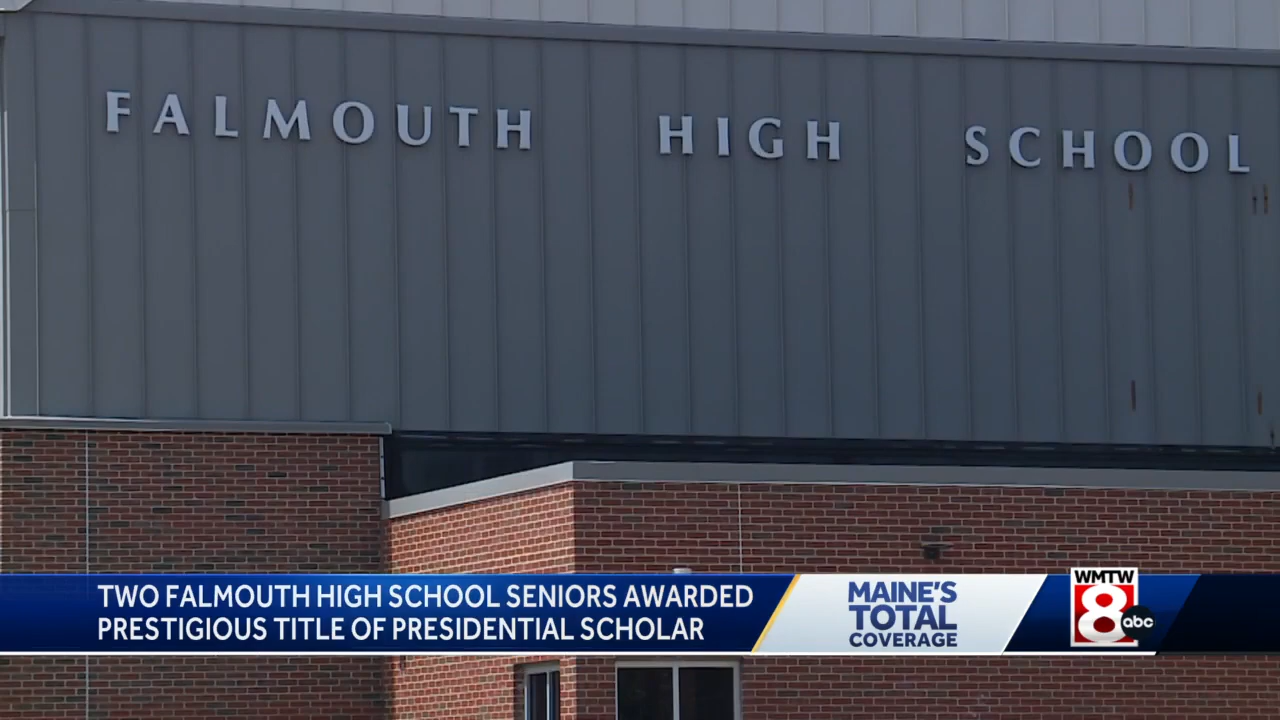 FALMOUTH HIGH SCHOOL
TWO FALMOUTH HIGH SCHOOL SENIORS AWARDED
PRESTIGIOUS TITLE OF PRESIDENTIAL SCHOLAR
MAINE'S
TOTAL
COVERAGE
WMTW
8
abc